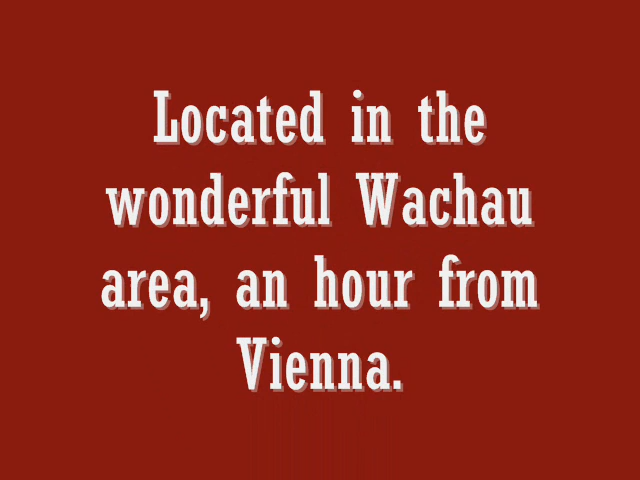 Located in the
wonderful Wachau
area, an hour from
Vienna.